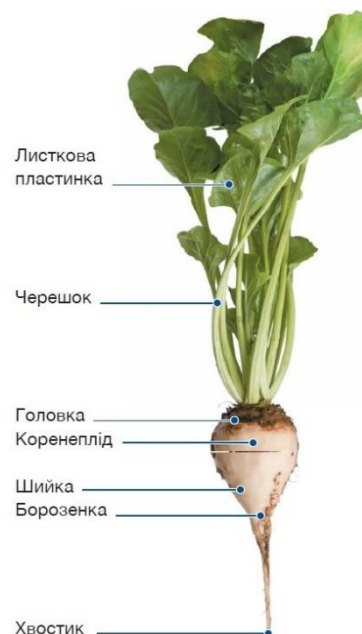 Листкова
пластинка
Черешок
Головка
Коренеплід
Шийка
Борозенка
Хвостик